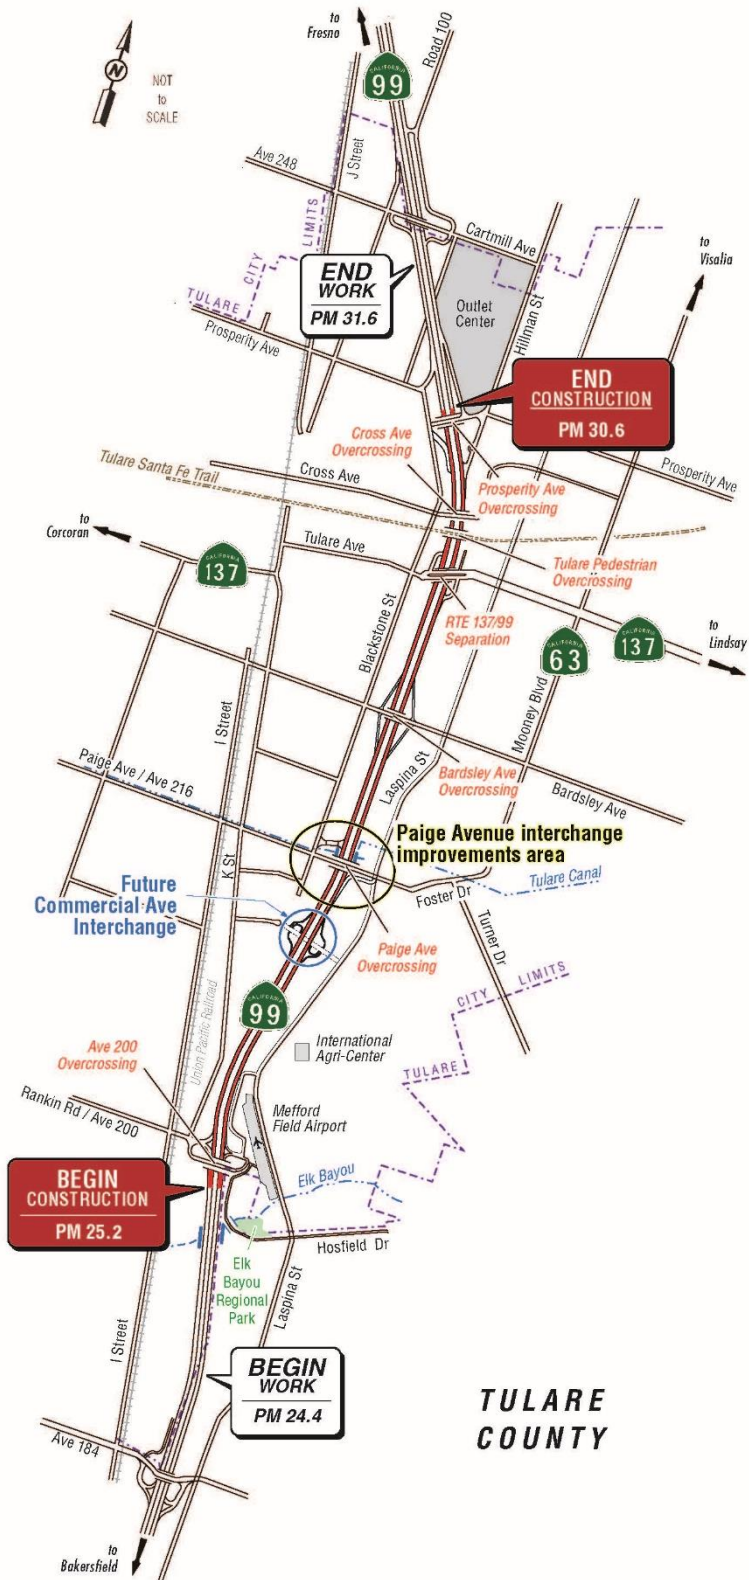 to
Fresno
Road 100
N
NOT
to
SCALE
CALIFORNIA
99
J Street
Ave 248
Cartmill Ave
TULARE CITY LIMITS
END
WORK
PM 31.6
Outlet
Center
Hillman St
to
Visalia
Prosperity Ave
END
CONSTRUCTION
PM 30.6
Cross Ave
Overcrossing
Tulare Santa Fe Trail
Cross Ave
Prosperity Ave
Overcrossing
Prosperity Ave
to
Corcoran
CALIFORNIA
137
Tulare Ave
Tulare Pedestrian
Overcrossing
RTE 137/99
Separation
Blackstone St
CALIFORNIA
63
CALIFORNIA
137
to
Lindsay
I Street
Mooney Blvd
Paige Ave / Ave 216
Laspina St
Bardsley Ave
Overcrossing
Bardsley Ave
Paige Avenue interchange
improvements area
K St
Future
Commercial Ave
Interchange
Foster Dr
Tulare Canal
Turner Dr
Paige Ave
Overcrossing
CALIFORNIA
99
TULARE CITY LIMITS
Union Pacific Railroad
International
Agri-Center
Ave 200
Overcrossing
Rankin Rd / Ave 200
Mefford
Field Airport
BEGIN
CONSTRUCTION
PM 25.2
Elk Bayou
Hosfield Dr
Elk
Bayou
Regional
Park
Laspina St
I Street
BEGIN
WORK
PM 24.4
TULARE
COUNTY
Ave 184
to
Bakersfield